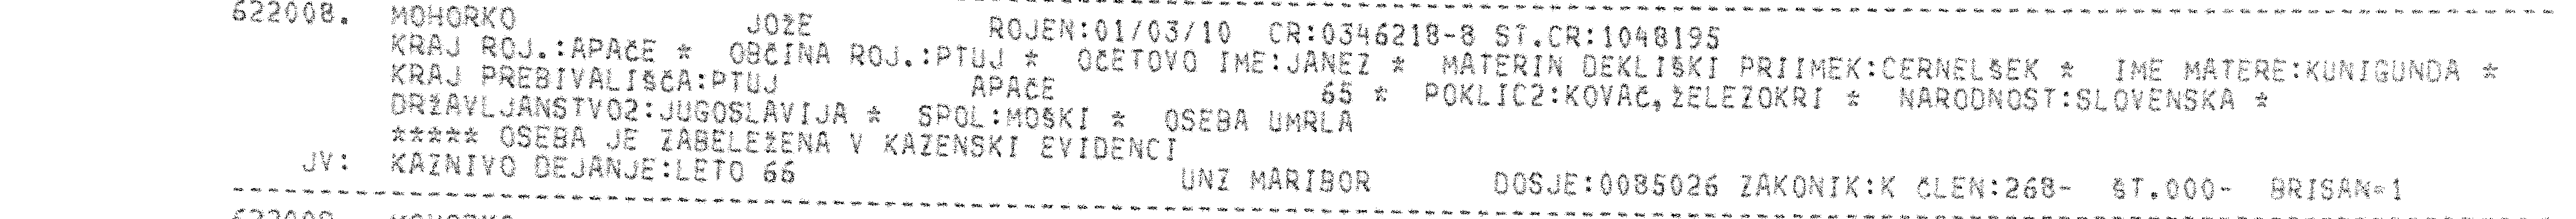 622008. MOHORKO JOŽE ROJEN:01/03/10 CR:0346218-8 ST.CR:1048195
KRAJ ROJ.:APAČE * OBČINA ROJ.:PTUJ * OČETOVO IME:JANEZ * MATERIN DEKLIŠKI PRIIMEK:CERNELŠEK * IME MATERE:KUNIGUNDA *
KRAJ PREBIVALIŠČA:PTUJ APAČE 65 * POKLIC2:KOVAČ,ŽELEZOKRI * NARODNOST:SLOVENSKA *
DRŽAVLJANSTVO2:JUGOSLAVIJA * SPOL:MOŠKI * OSEBA UMRLA
***** OSEBA JE ZABELEŽENA V KAZENSKI EVIDENCI
JV: KAZNIVO DEJANJE:LETO 66 UNZ MARIBOR DOSJE:0085026 ZAKONIK:K ČLEN:268- ŠT.000- BRISAN=1